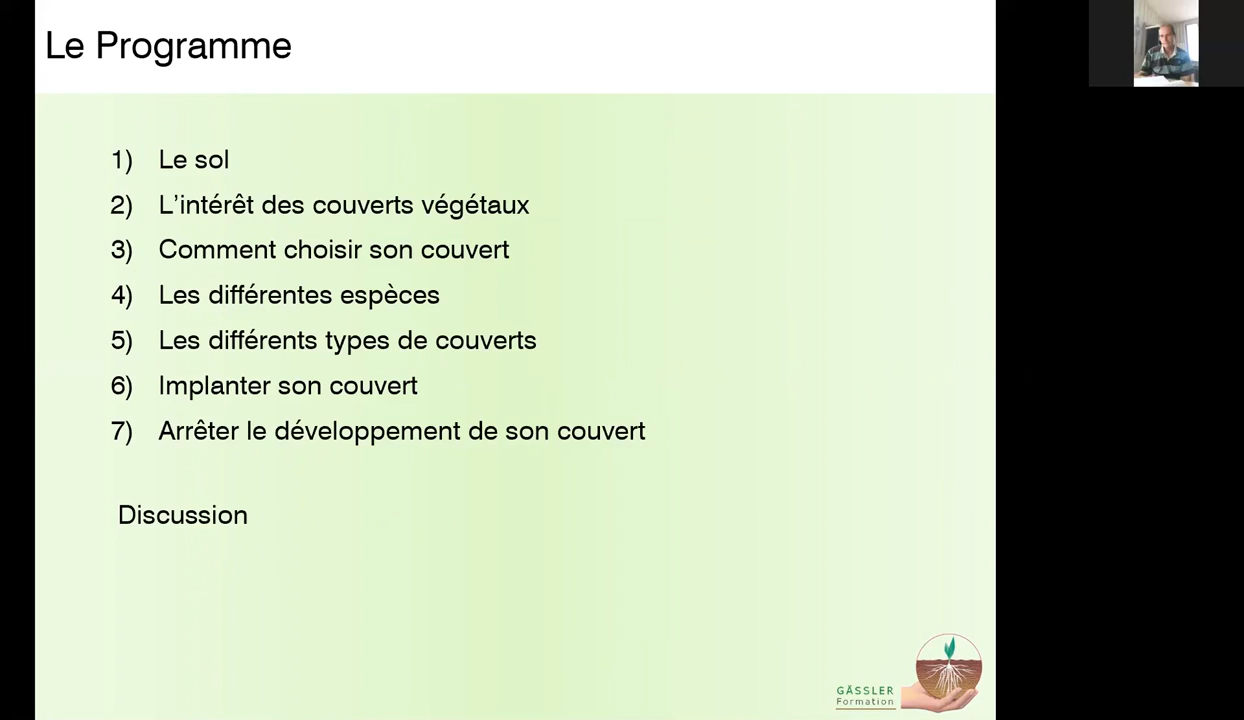 Le Programme
1) Le sol
2) L'intérêt des couverts végétaux
3) Comment choisir son couvert
4) Les différentes espèces
5) Les différents types de couverts
6) Implanter son couvert
7) Arrêter le développement de son couvert
Discussion
GÄSSLER
Formation